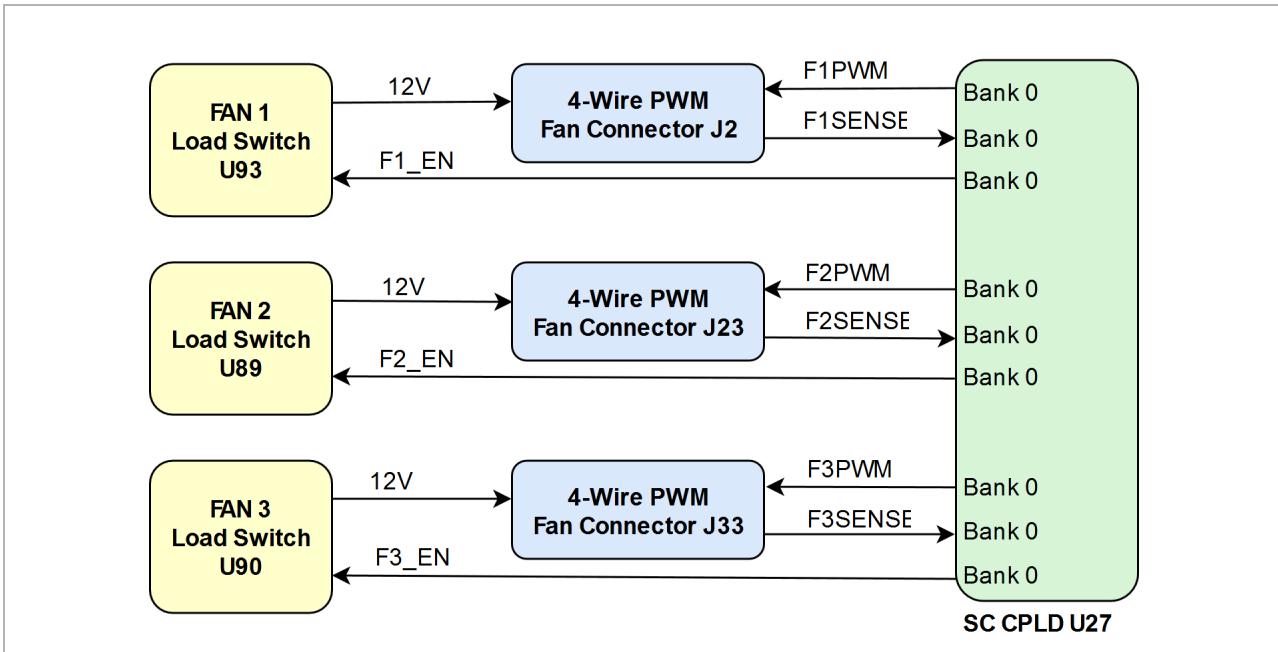 FAN 1
Load Switch
U93
12V
4-Wire PWM
Fan Connector J2
F1PWM
F1SENSE
F1_EN
Bank 0
Bank 0
Bank 0
FAN 2
Load Switch
U89
12V
4-Wire PWM
Fan Connector J23
F2PWM
F2SENSE
F2_EN
Bank 0
Bank 0
Bank 0
FAN 3
Load Switch
U90
12V
4-Wire PWM
Fan Connector J33
F3PWM
F3SENSE
F3_EN
Bank 0
Bank 0
Bank 0
SC CPLD U27